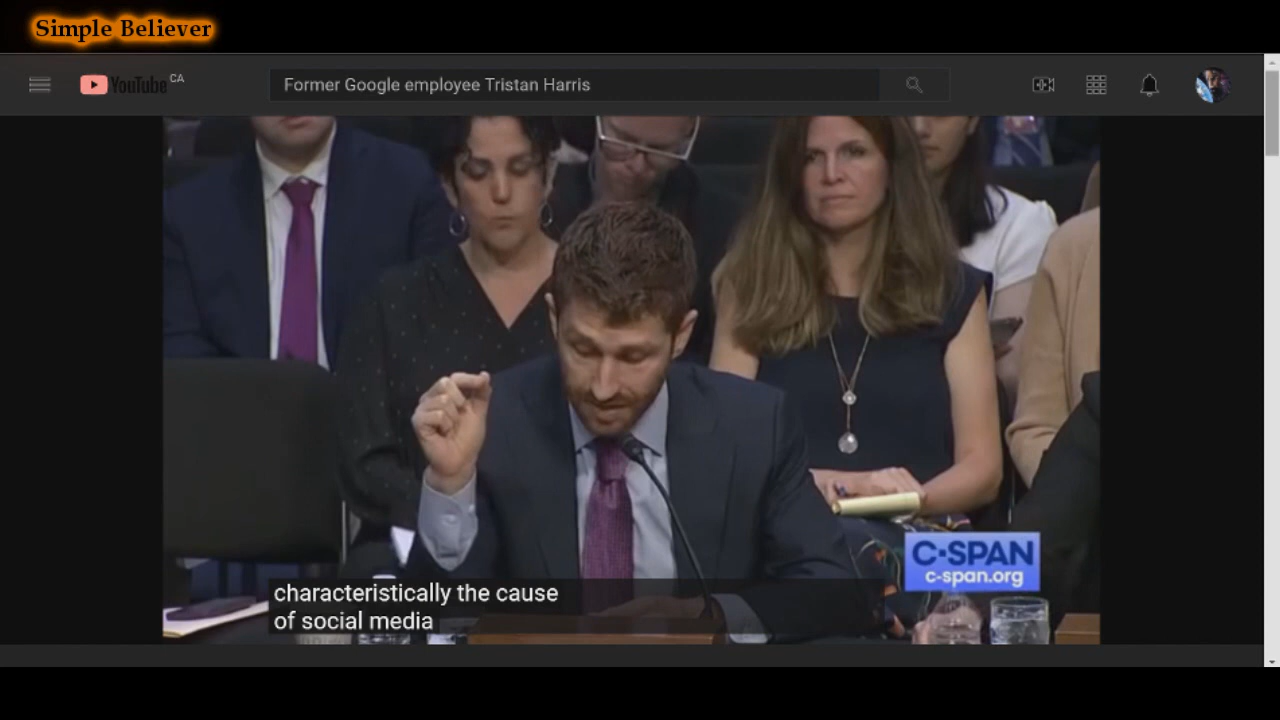 Simple Believer
YouTube CA
Former Google employee Tristan Harris
C-SPAN
c-span.org
characteristically the cause
of social media